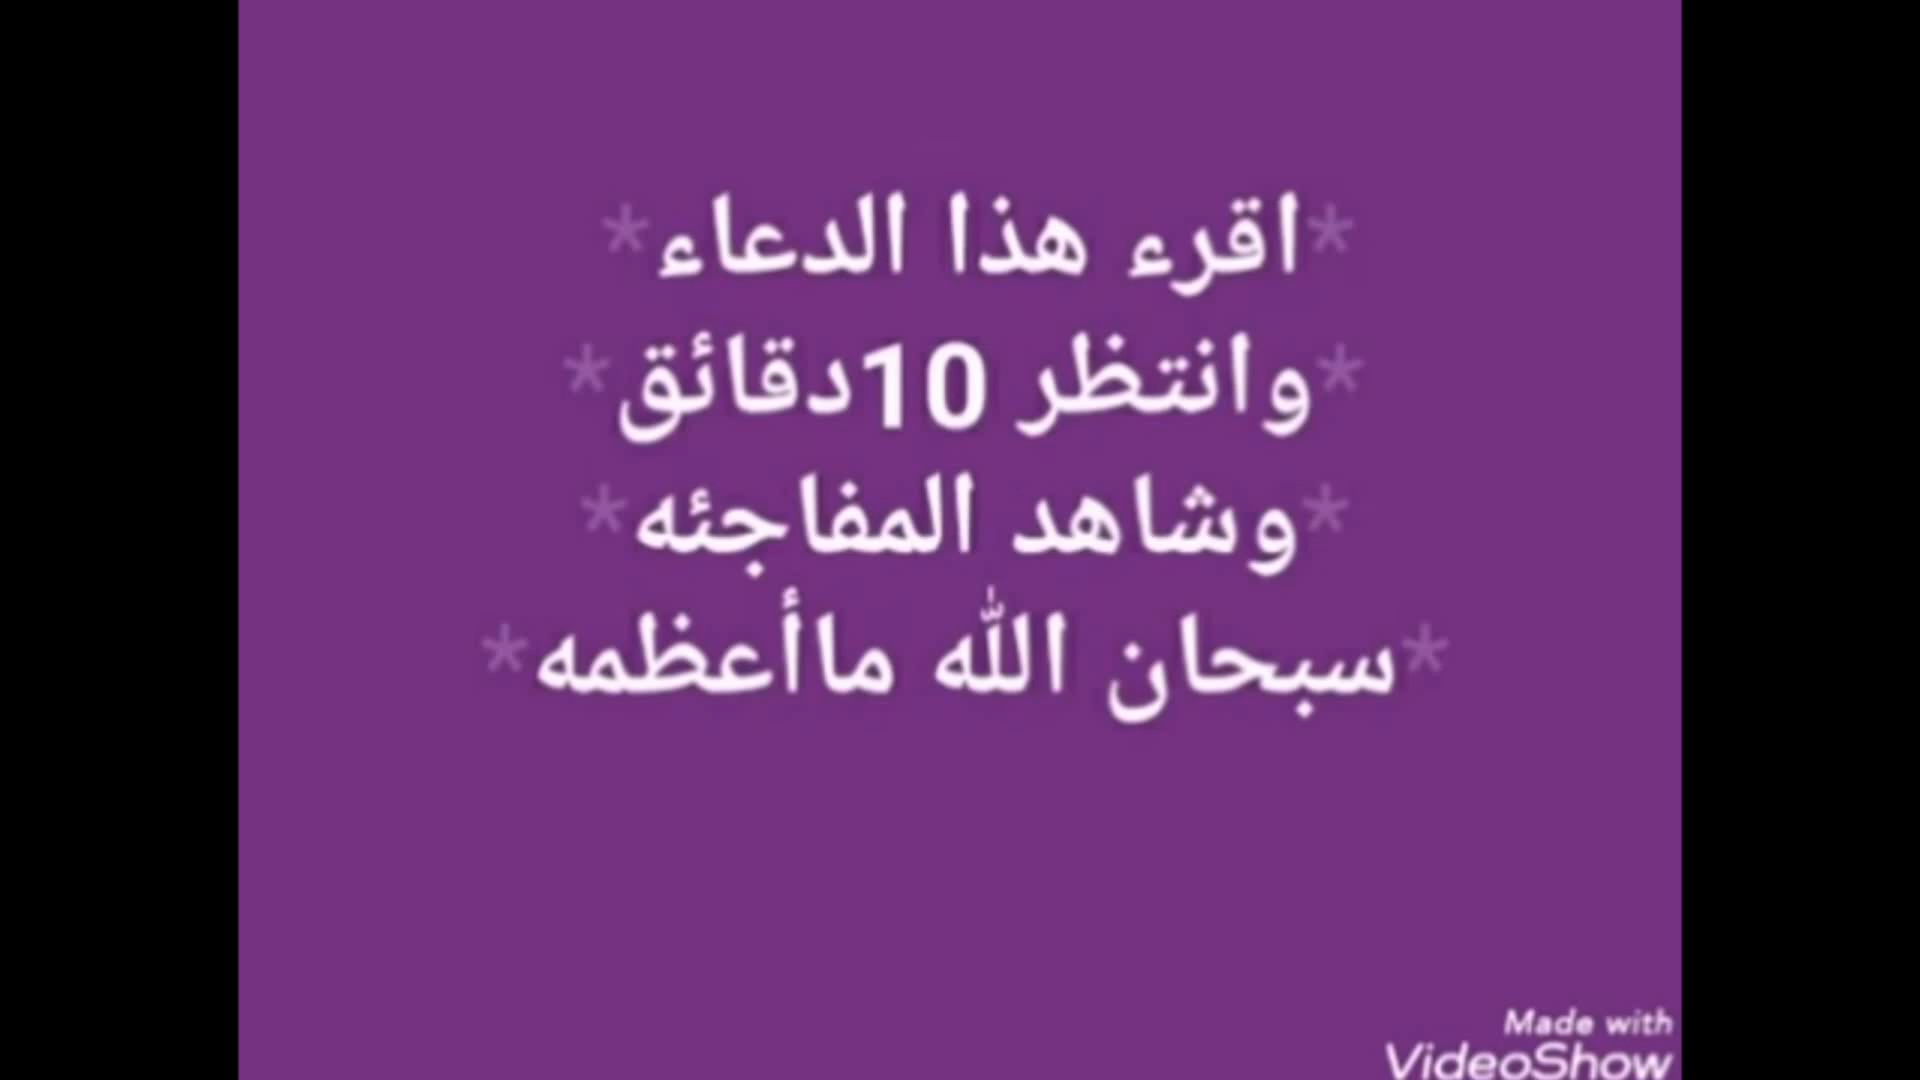 *اقرء هذا الدعاء*
*وانتظر 10دقائق*
*وشاهد المفاجئه*
*سبحان الله ماأعظمه*
Made with
VideoShow